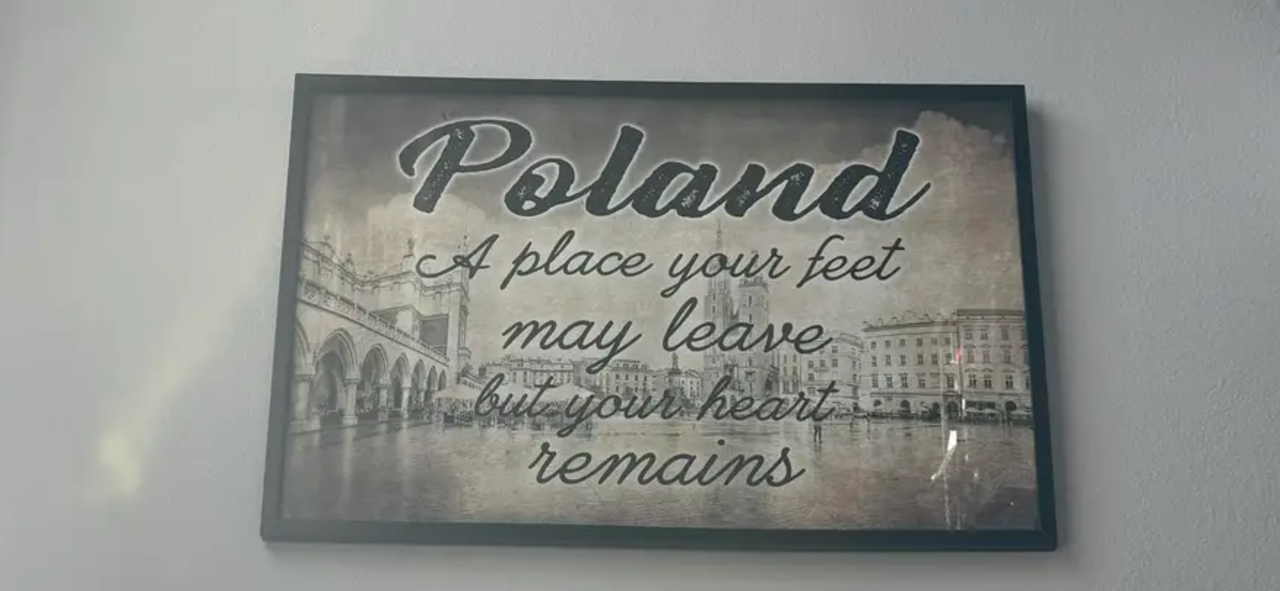 Poland
A place your feet
may leave
but your heart
remains